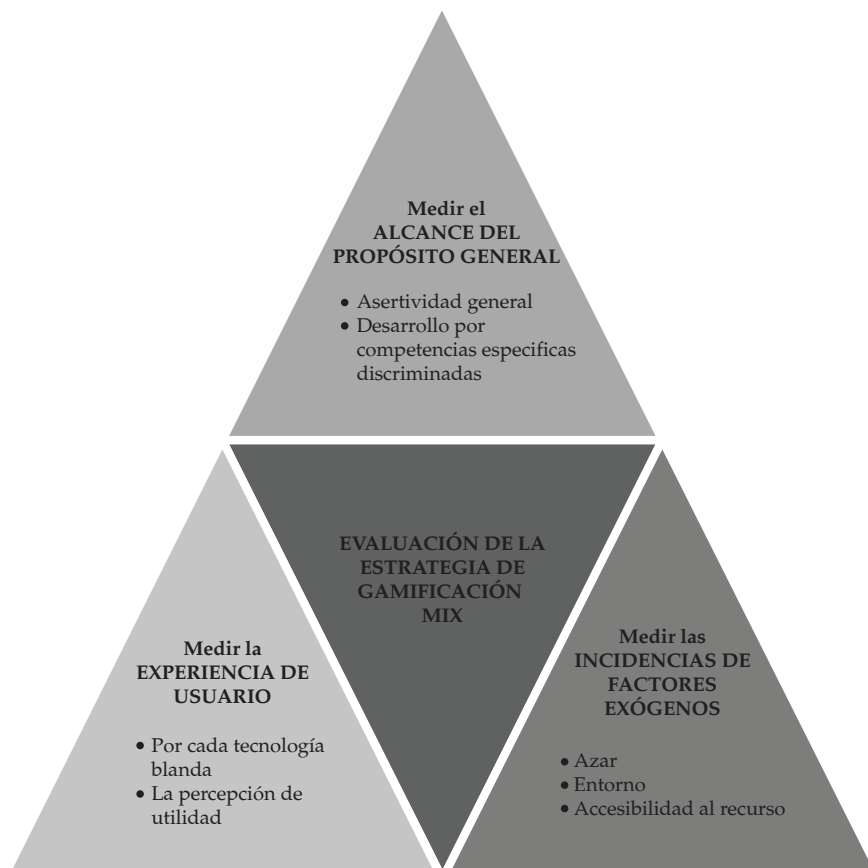 Medir el
ALCANCE DEL
PROPÓSITO GENERAL
• Asertividad general
• Desarrollo por
competencias especificas
discriminadas
EVALUACIÓN DE LA
ESTRATEGIA DE
GAMIFICACIÓN
MIX
Medir la
EXPERIENCIA DE
USUARIO
• Por cada tecnología
blanda
• La percepción de
utilidad
Medir las
INCIDENCIAS DE
FACTORES
EXÓGENOS
• Azar
• Entorno
• Accesibilidad al recurso